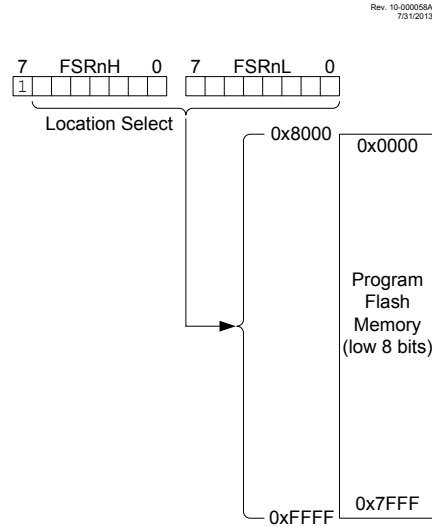 Rev. 10-000058A
7/31/2013
7 FSRnH 0 7 FSRnL 0
1
Location Select
0x8000
0x0000
Program
Flash
Memory
(low 8 bits)
0x7FFF
0xFFFF